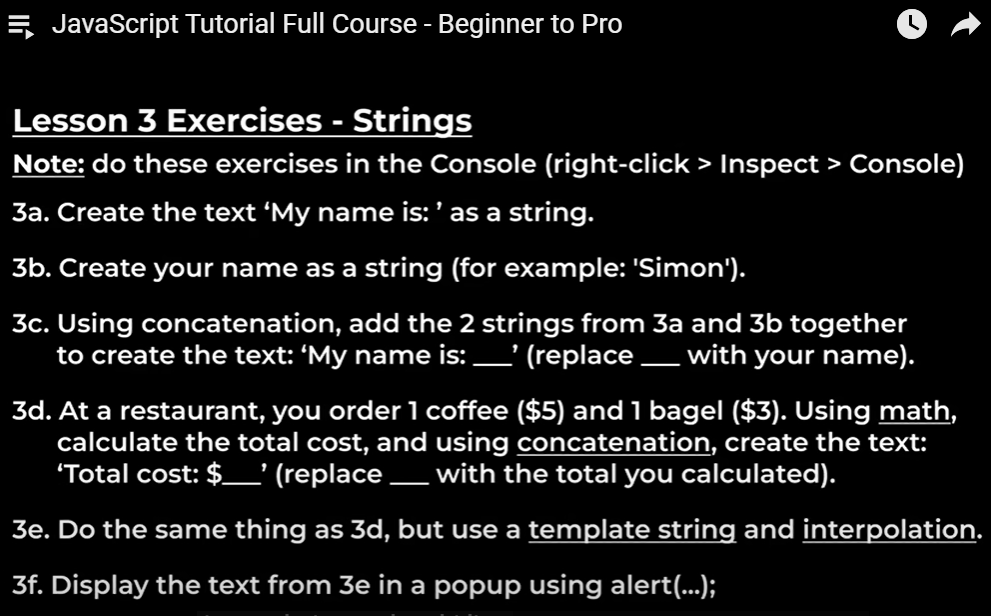 JavaScript Tutorial Full Course - Beginner to Pro
Lesson 3 Exercises - Strings
Note: do these exercises in the Console (right-click > Inspect > Console)
3a. Create the text ‘My name is: ’ as a string.
3b. Create your name as a string (for example: 'Simon').
3c. Using concatenation, add the 2 strings from 3a and 3b together
to create the text: ‘My name is: ___’ (replace ___ with your name).
3d. At a restaurant, you order 1 coffee ($5) and 1 bagel ($3). Using math,
calculate the total cost, and using concatenation, create the text:
‘Total cost: $___’ (replace ___ with the total you calculated).
3e. Do the same thing as 3d, but use a template string and interpolation.
3f. Display the text from 3e in a popup using alert(...);